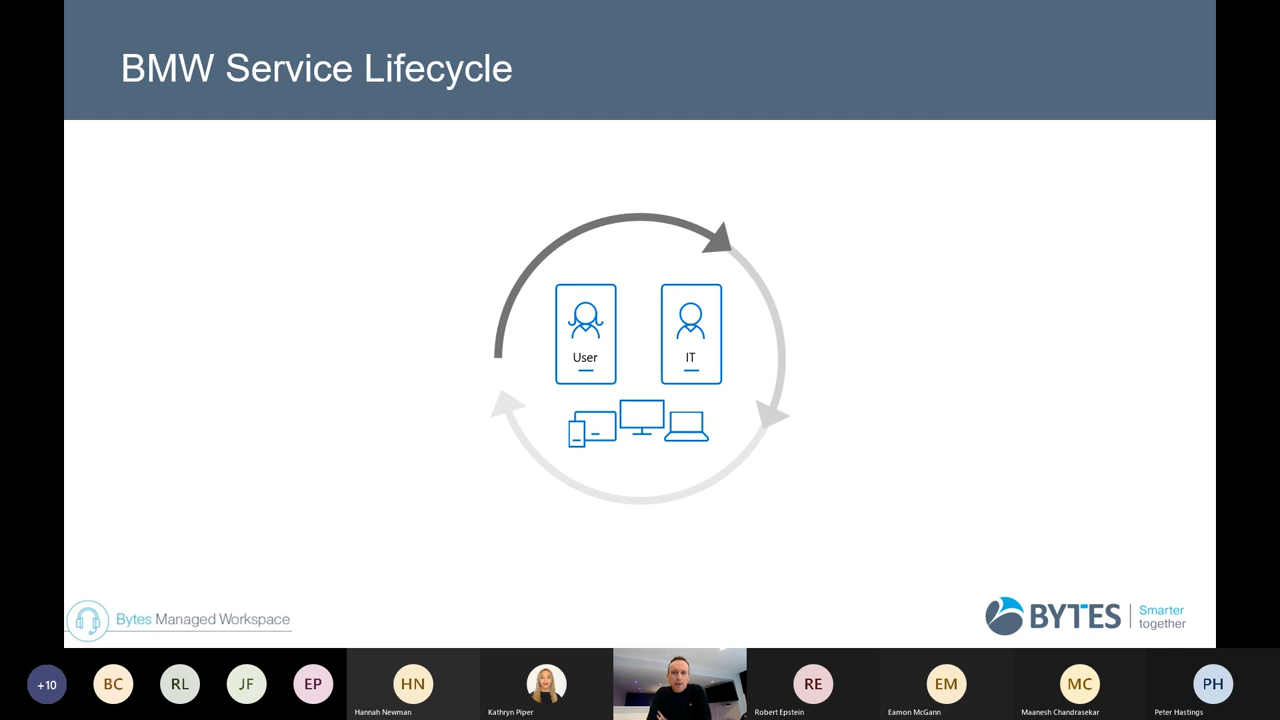 BMW Service Lifecycle
User
IT
Bytes Managed Workspace
BYTES
Smarter
together
+10
BC
RL
JF
EP
HN
Hannah Newman
Kathryn Piper
RE
Robert Epstein
EM
Eamon McGann
MC
Maanesh Chandrasekar
PH
Peter Hastings